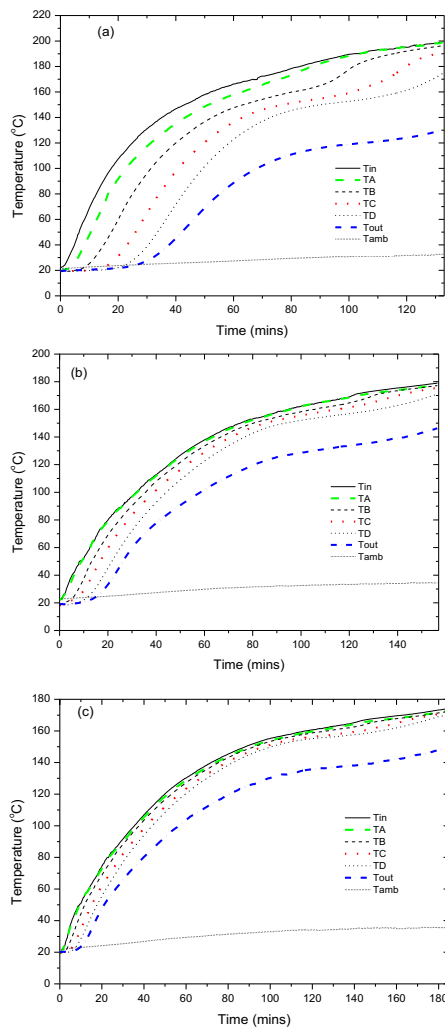 220
(a)
200
180
160
140
120
100
80
60
40
20
0
Temperature (°C)
Tin
TA
TB
TC
TD
Tout
Tamb
0 20 40 60 80 100 120
Time (mins)
200
(b)
180
160
140
120
100
80
60
40
20
0
Temperature (°C)
Tin
TA
TB
TC
TD
Tout
Tamb
0 20 40 60 80 100 120 140
Time (mins)
180
(c)
160
140
120
100
80
60
40
20
0
Temperature (°C)
Tin
TA
TB
TC
TD
Tout
Tamb
0 20 40 60 80 100 120 140 160 180
Time (mins)